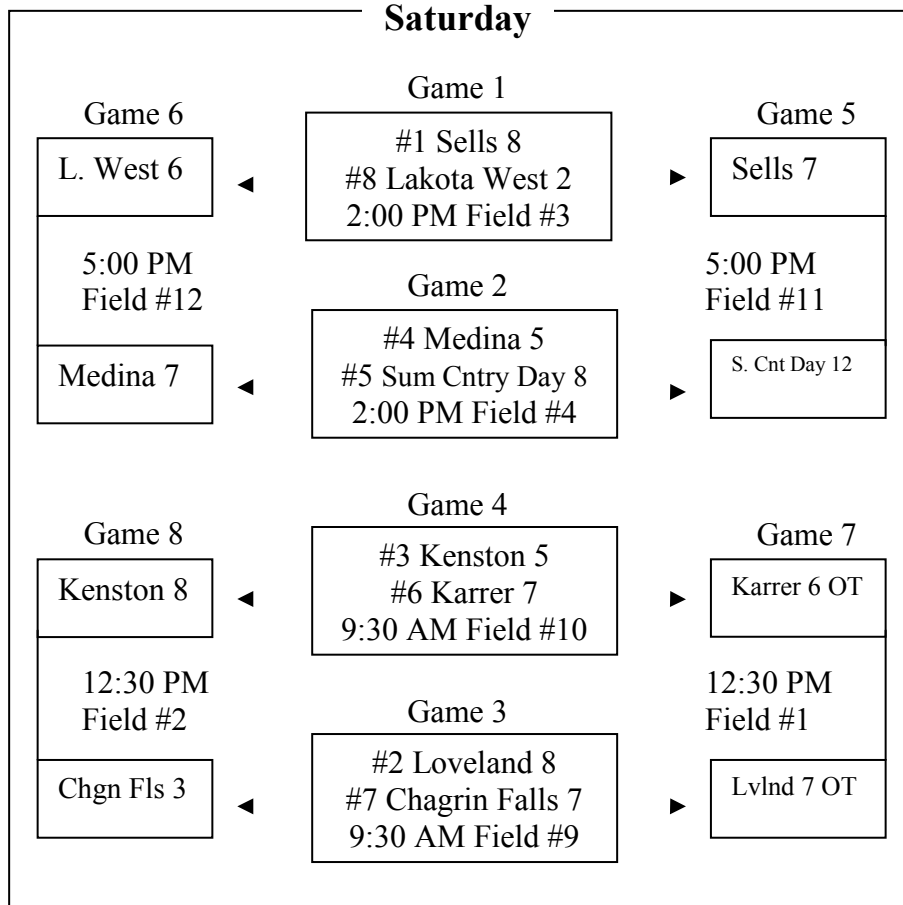 Saturday
Game 1
Game 6
Game 5
#1 Sells 8
#8 Lakota West 2
2:00 PM Field #3
L. West 6
Sells 7
5:00 PM
Field #12
5:00 PM
Field #11
Game 2
#4 Medina 5
#5 Sum Cntry Day 8
2:00 PM Field #4
Medina 7
S. Cnt Day 12
Game 4
Game 8
Game 7
#3 Kenston 5
#6 Karrer 7
9:30 AM Field #10
Kenston 8
Karrer 6 OT
12:30 PM
Field #2
12:30 PM
Field #1
Game 3
#2 Loveland 8
#7 Chagrin Falls 7
9:30 AM Field #9
Chgn Fls 3
Lvlnd 7 OT